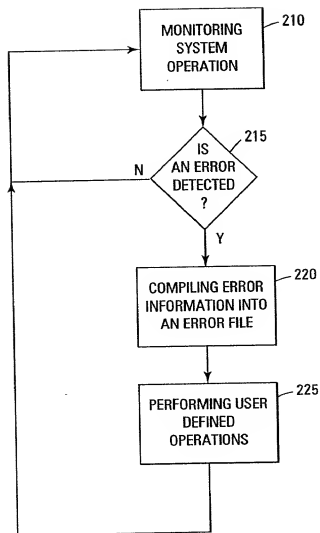 210
MONITORING
SYSTEM
OPERATION
215
IS
AN ERROR
DETECTED
?
N
Y
220
COMPILING ERROR
INFORMATION INTO
AN ERROR FILE
225
PERFORMING USER
DEFINED
OPERATIONS